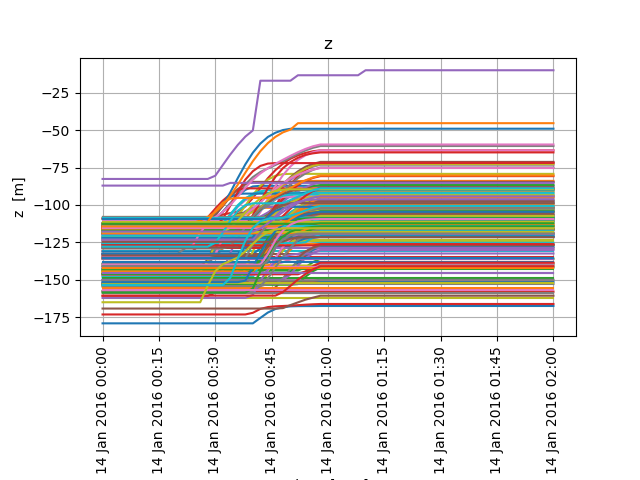 z
z [m]
−25
−50
−75
−100
−125
−150
−175
14 Jan 2016 00:00
14 Jan 2016 00:15
14 Jan 2016 00:30
14 Jan 2016 00:45
14 Jan 2016 01:00
14 Jan 2016 01:15
14 Jan 2016 01:30
14 Jan 2016 01:45
14 Jan 2016 02:00